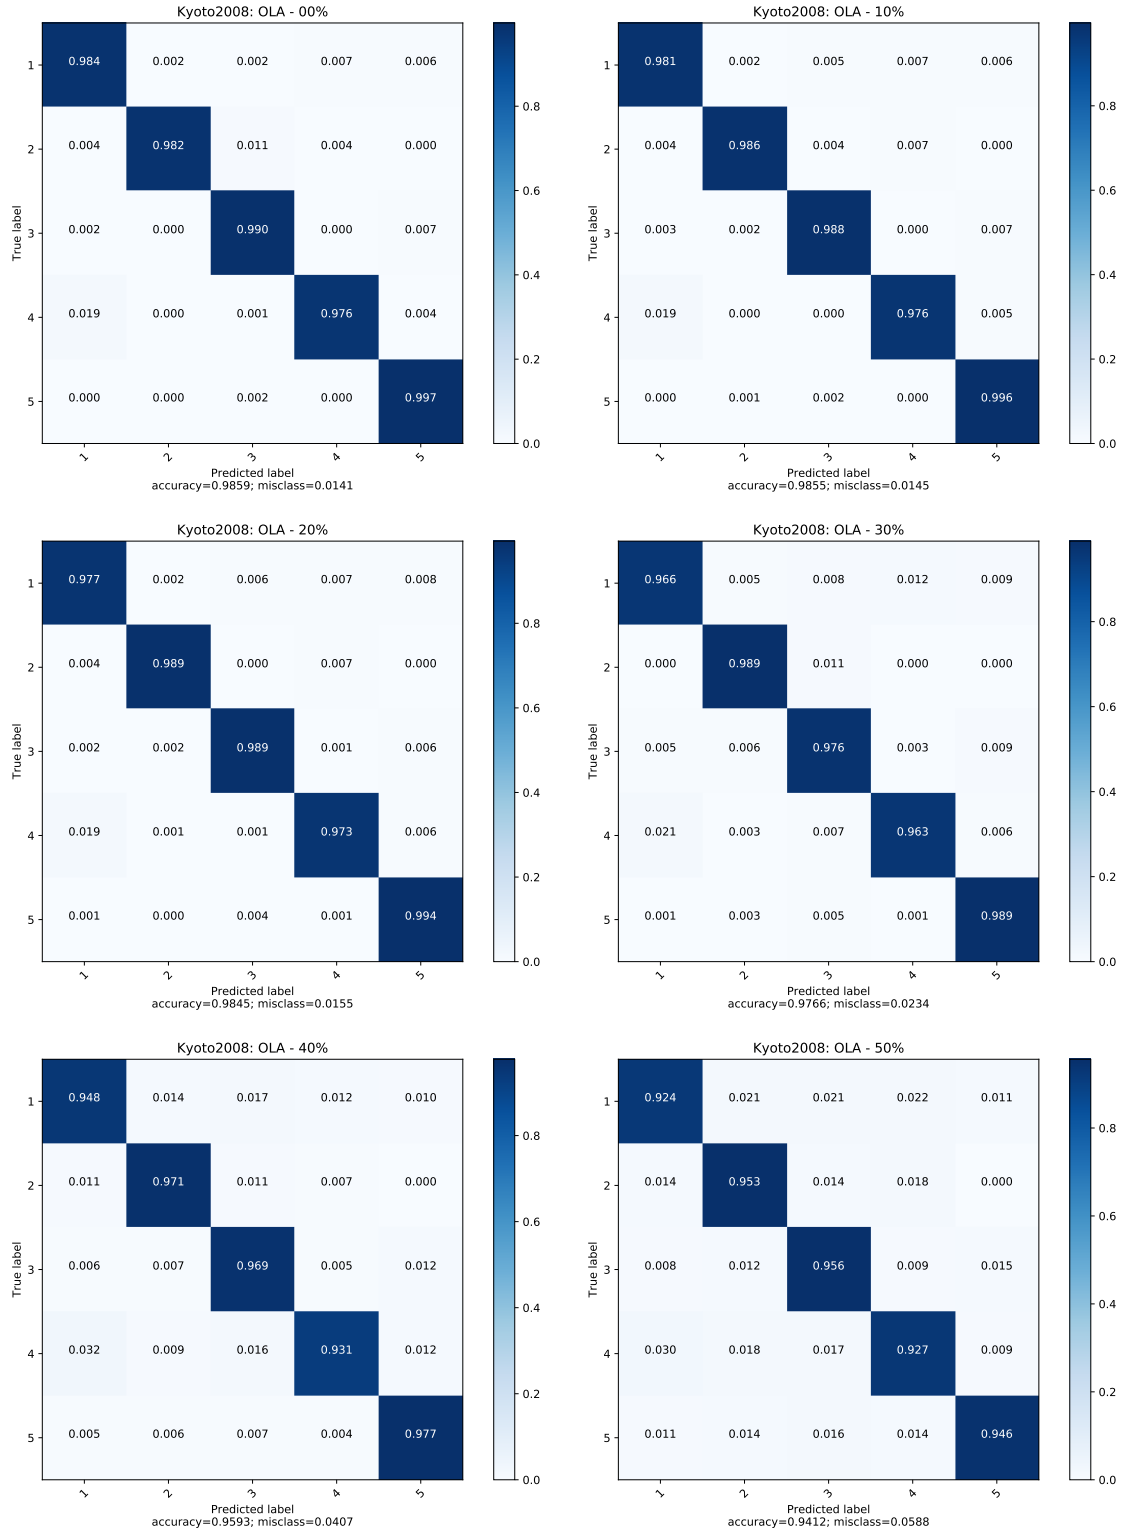 Kyoto2008: OLA - 00%
True label
1 0.984 0.002 0.002 0.007 0.006
2 0.004 0.982 0.011 0.004 0.000
3 0.002 0.000 0.990 0.000 0.007
4 0.019 0.000 0.001 0.976 0.004
5 0.000 0.000 0.002 0.000 0.997
1 2 3 4 5
Predicted label
accuracy=0.9859; misclass=0.0141
0.8
0.6
0.4
0.2
0.0
Kyoto2008: OLA - 10%
True label
1 0.981 0.002 0.005 0.007 0.006
2 0.004 0.986 0.004 0.007 0.000
3 0.003 0.002 0.988 0.000 0.007
4 0.019 0.000 0.000 0.976 0.005
5 0.000 0.001 0.002 0.000 0.996
1 2 3 4 5
Predicted label
accuracy=0.9855; misclass=0.0145
0.8
0.6
0.4
0.2
0.0
Kyoto2008: OLA - 20%
True label
1 0.977 0.002 0.006 0.007 0.008
2 0.004 0.989 0.000 0.007 0.000
3 0.002 0.002 0.989 0.001 0.006
4 0.019 0.001 0.001 0.973 0.006
5 0.001 0.000 0.004 0.001 0.994
1 2 3 4 5
Predicted label
accuracy=0.9845; misclass=0.0155
0.8
0.6
0.4
0.2
0.0
Kyoto2008: OLA - 30%
True label
1 0.966 0.005 0.008 0.012 0.009
2 0.000 0.989 0.011 0.000 0.000
3 0.005 0.006 0.976 0.003 0.009
4 0.021 0.003 0.007 0.963 0.006
5 0.001 0.003 0.005 0.001 0.989
1 2 3 4 5
Predicted label
accuracy=0.9766; misclass=0.0234
0.8
0.6
0.4
0.2
0.0
Kyoto2008: OLA - 40%
True label
1 0.948 0.014 0.017 0.012 0.010
2 0.011 0.971 0.011 0.007 0.000
3 0.006 0.007 0.969 0.005 0.012
4 0.032 0.009 0.016 0.931 0.012
5 0.005 0.006 0.007 0.004 0.977
1 2 3 4 5
Predicted label
accuracy=0.9593; misclass=0.0407
0.8
0.6
0.4
0.2
0.0
Kyoto2008: OLA - 50%
True label
1 0.924 0.021 0.021 0.022 0.011
2 0.014 0.953 0.014 0.018 0.000
3 0.008 0.012 0.956 0.009 0.015
4 0.030 0.018 0.017 0.927 0.009
5 0.011 0.014 0.016 0.014 0.946
1 2 3 4 5
Predicted label
accuracy=0.9412; misclass=0.0588
0.8
0.6
0.4
0.2
0.0